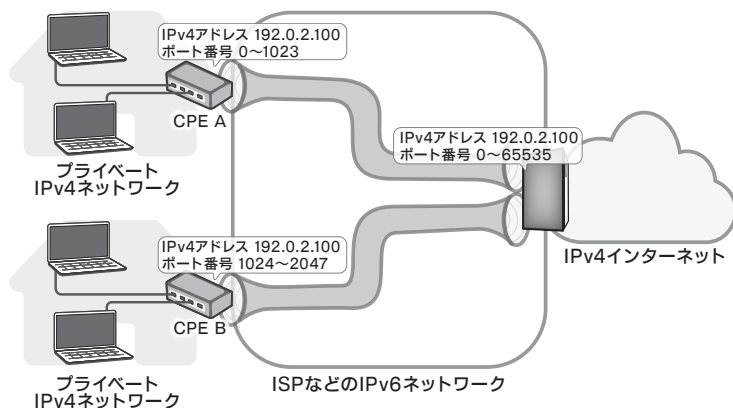 IPv4アドレス 192.0.2.100
ポート番号 0〜1023
CPE A
プライベート
IPv4ネットワーク
IPv4アドレス 192.0.2.100
ポート番号 0〜65535
IPv4インターネット
IPv4アドレス 192.0.2.100
ポート番号 1024〜2047
CPE B
プライベート
IPv4ネットワーク
ISPなどのIPv6ネットワーク